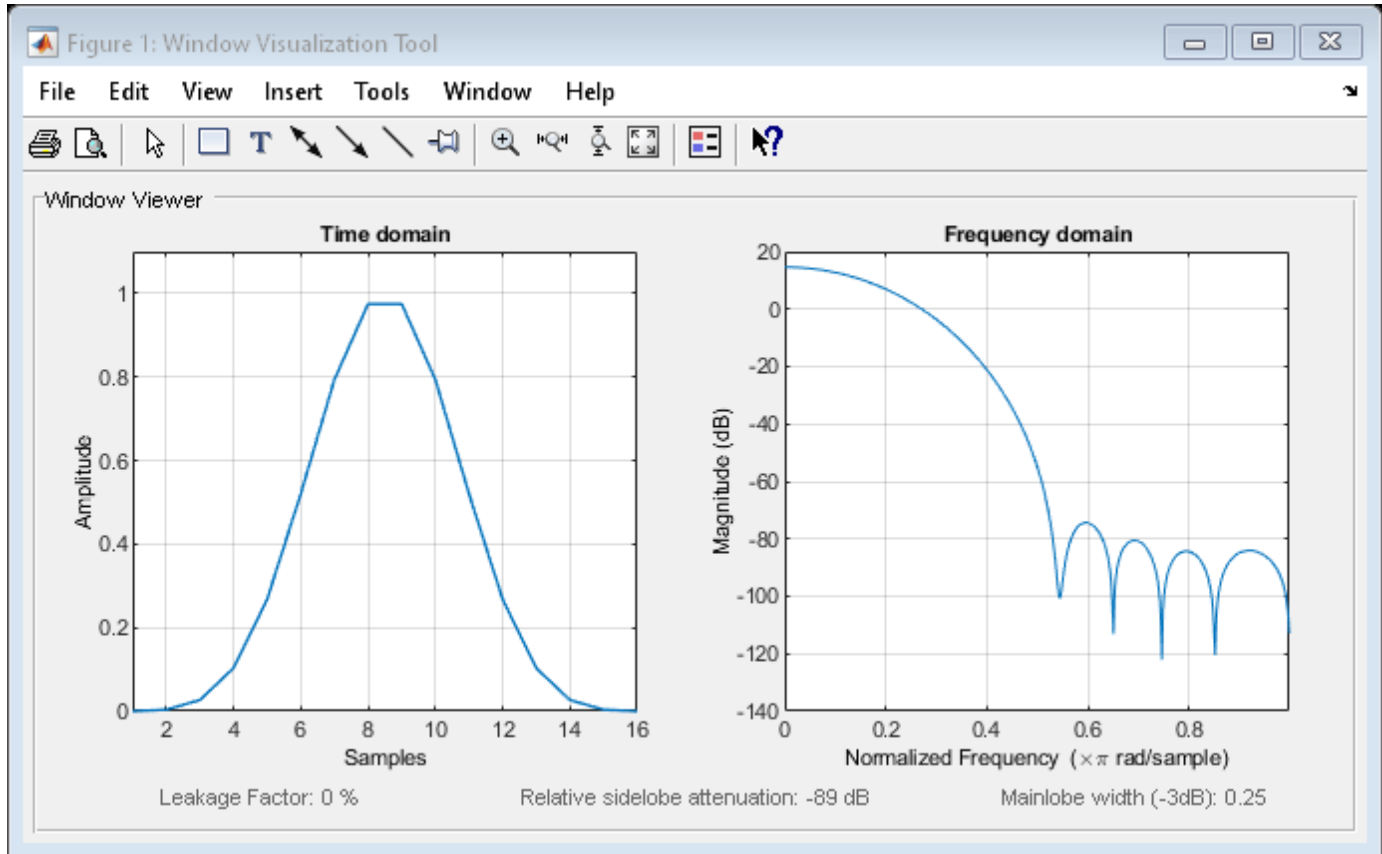 Figure 1: Window Visualization Tool
File Edit View Insert Tools Window Help
T
?
Window Viewer
Time domain
1
0.8
0.6
0.4
0.2
0
Amplitude
2 4 6 8 10 12 14 16
Samples
Frequency domain
20
0
-20
-40
-60
-80
-100
-120
-140
Magnitude (dB)
0 0.2 0.4 0.6 0.8
Normalized Frequency (×π rad/sample)
Leakage Factor: 0 % Relative sidelobe attenuation: -89 dB Mainlobe width (-3dB): 0.25